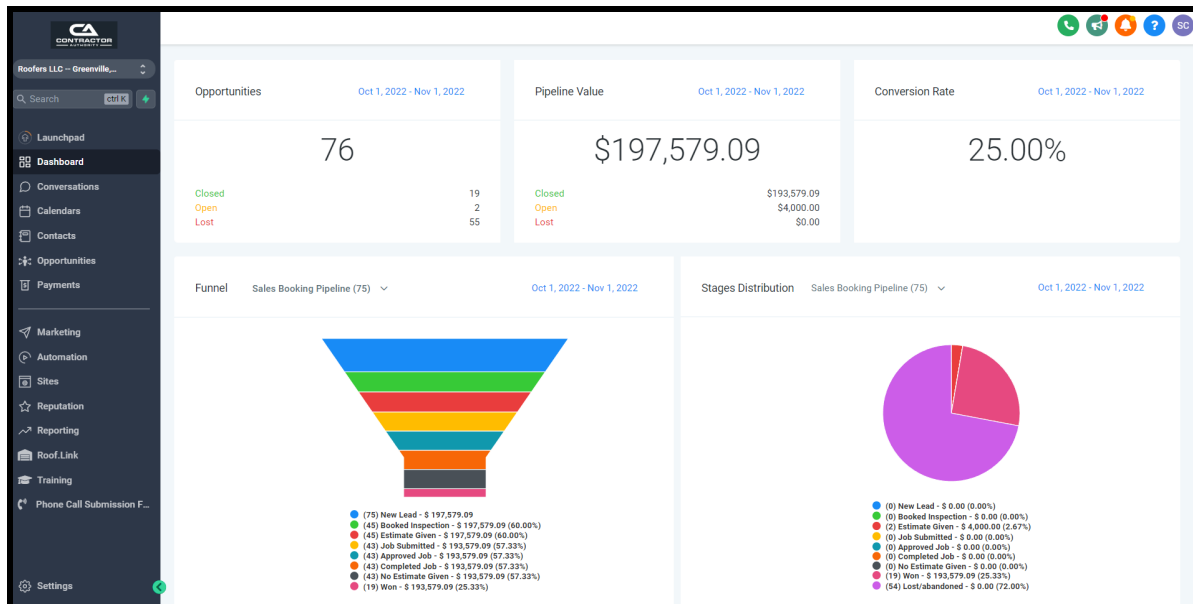 CA
CONTRACTOR
AUTHORITY
Roofers LLC -- Greenville,...
Search ctrl K
Launchpad
Dashboard
Conversations
Calendars
Contacts
Opportunities
Payments
Marketing
Automation
Sites
Reputation
Reporting
Roof.Link
Training
Phone Call Submission F...
Settings
? SC
Opportunities Oct 1, 2022 - Nov 1, 2022
76
Closed 19
Open 2
Lost 55
Pipeline Value Oct 1, 2022 - Nov 1, 2022
$197,579.09
Closed $193,579.09
Open $4,000.00
Lost $0.00
Conversion Rate Oct 1, 2022 - Nov 1, 2022
25.00%
Funnel Sales Booking Pipeline (75) Oct 1, 2022 - Nov 1, 2022
(75) New Lead - $ 197,579.09
(45) Booked Inspection - $ 197,579.09 (60.00%)
(45) Estimate Given - $ 197,579.09 (60.00%)
(43) Job Submitted - $ 193,579.09 (57.33%)
(43) Approved Job - $ 193,579.09 (57.33%)
(43) Completed Job - $ 193,579.09 (57.33%)
(43) No Estimate Given - $ 193,579.09 (57.33%)
(19) Won - $ 193,579.09 (25.33%)
Stages Distribution Sales Booking Pipeline (75) Oct 1, 2022 - Nov 1, 2022
(0) New Lead - $ 0.00 (0.00%)
(0) Booked Inspection - $ 0.00 (0.00%)
(2) Estimate Given - $ 4,000.00 (2.67%)
(0) Job Submitted - $ 0.00 (0.00%)
(0) Approved Job - $ 0.00 (0.00%)
(0) Completed Job - $ 0.00 (0.00%)
(0) No Estimate Given - $ 0.00 (0.00%)
(19) Won - $ 193,579.09 (25.33%)
(54) Lost/abandoned - $ 0.00 (72.00%)